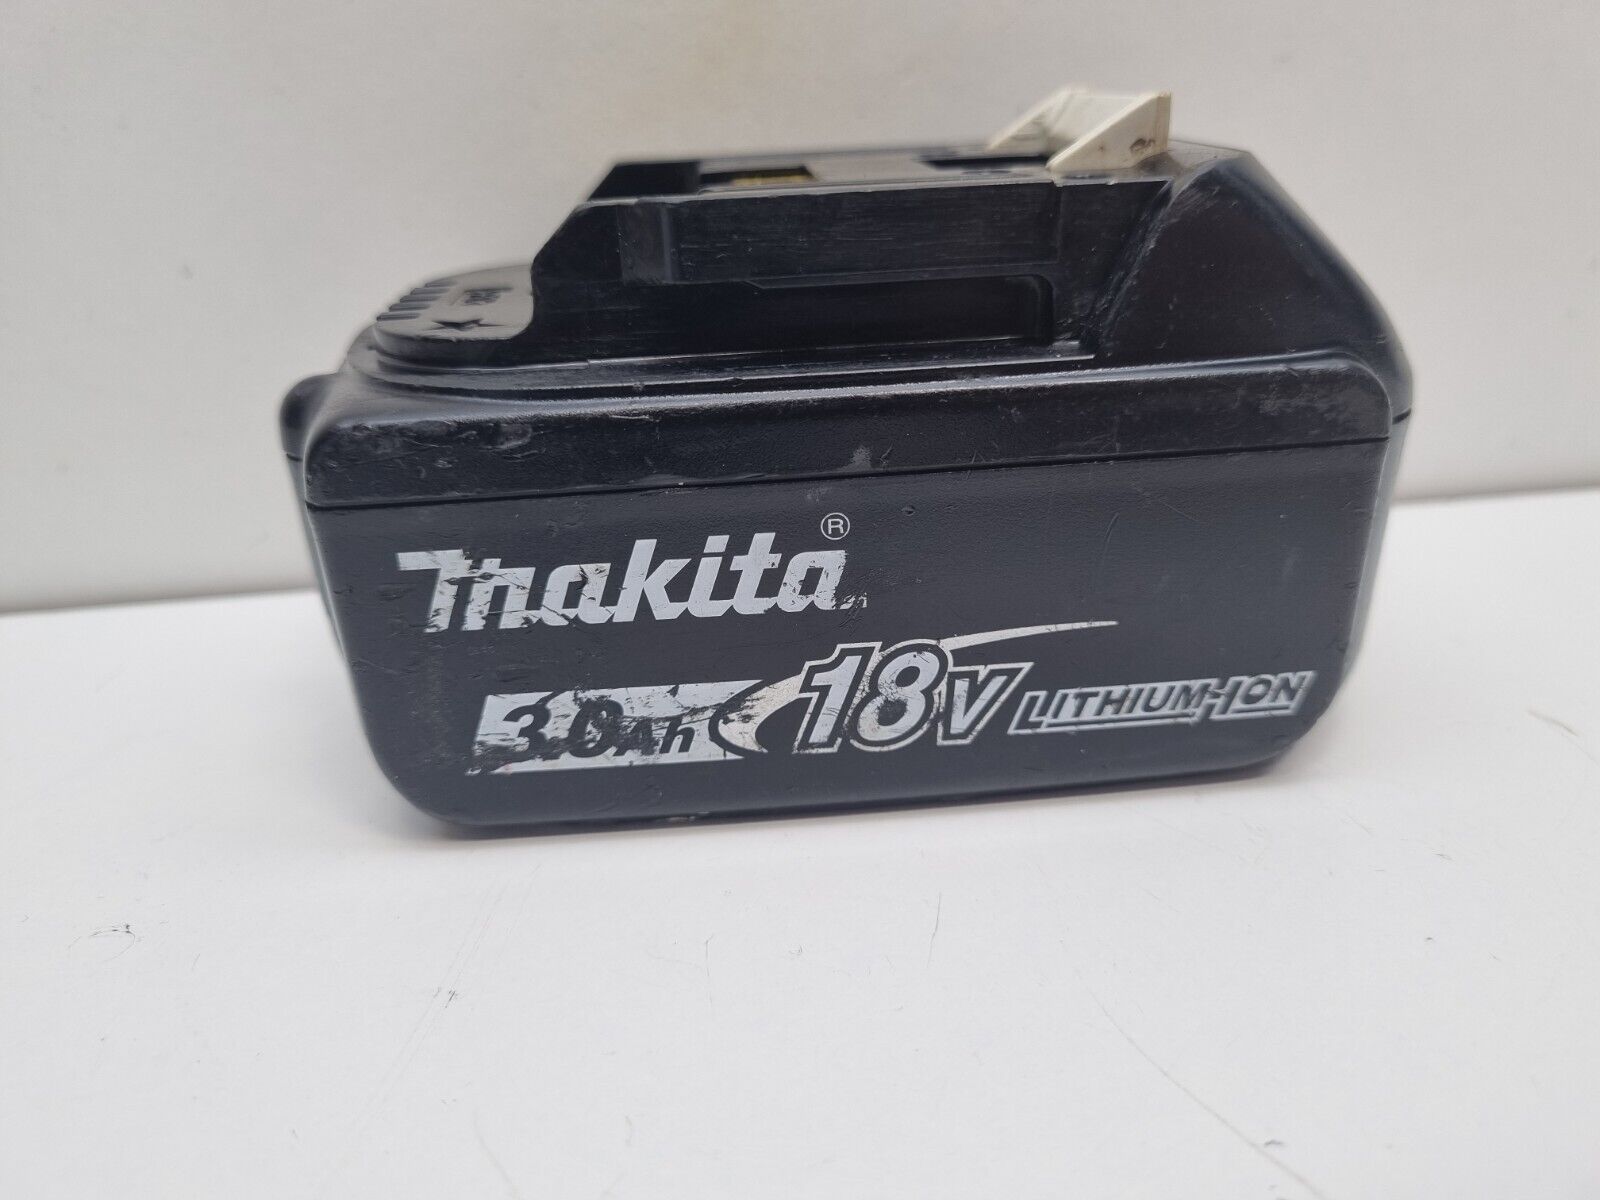 makita®
3.0Ah 18V LITHIUM-ION